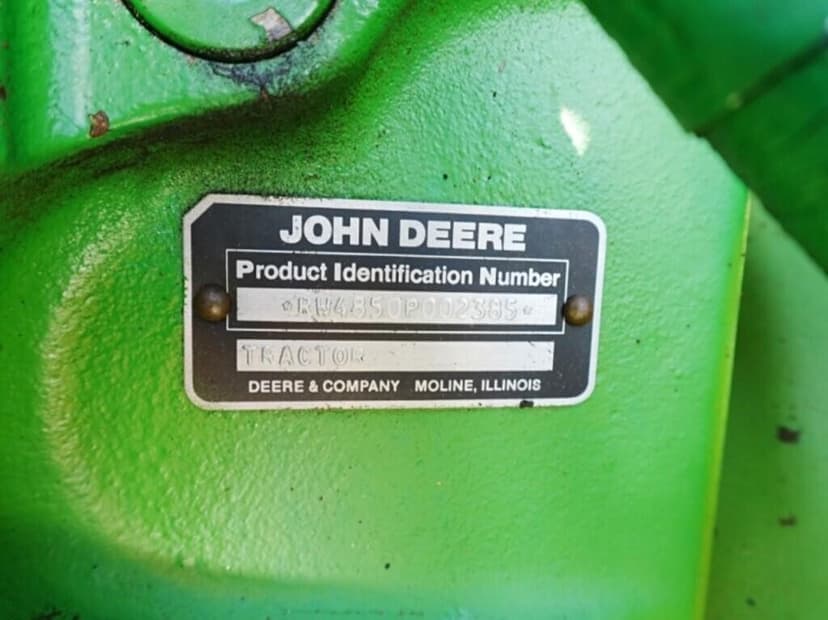 JOHN DEERE
Product Identification Number
*RW4850P002385*
TRACTOR
DEERE & COMPANY MOLINE, ILLINOIS